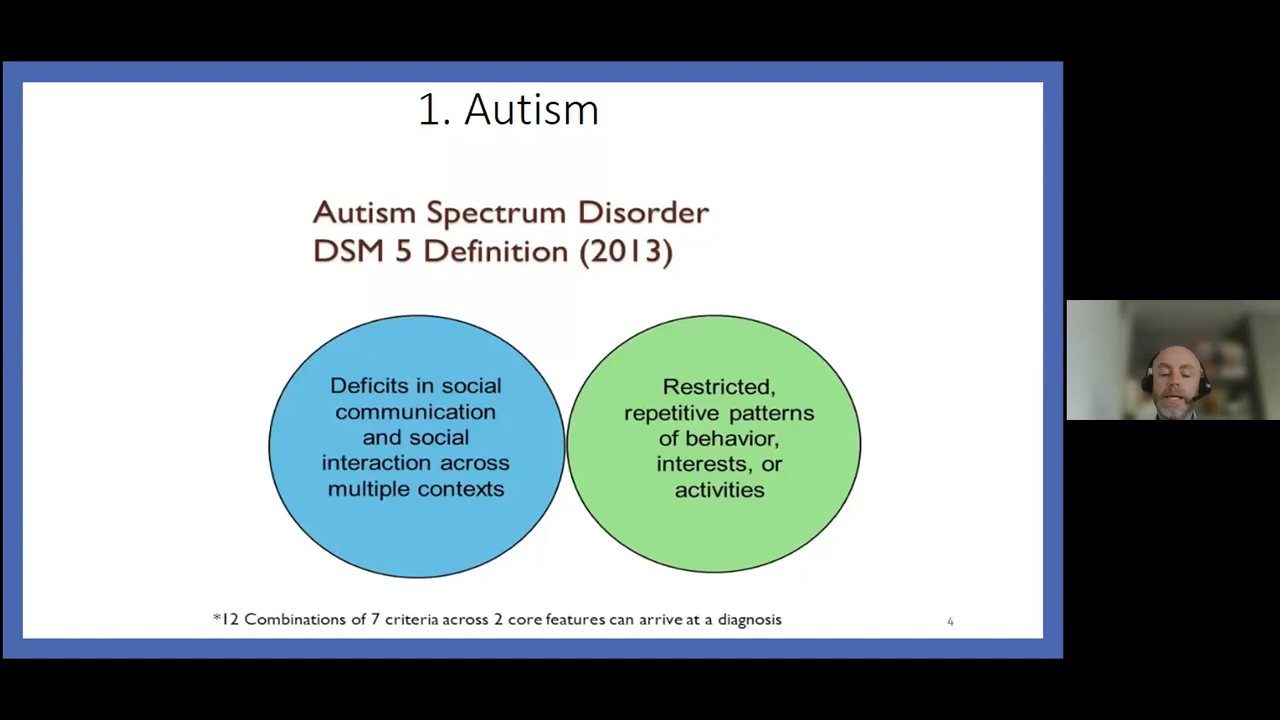 1. Autism
Autism Spectrum Disorder
DSM 5 Definition (2013)
Deficits in social
communication
and social
interaction across
multiple contexts
Restricted,
repetitive patterns
of behavior,
interests, or
activities
*12 Combinations of 7 criteria across 2 core features can arrive at a diagnosis
4